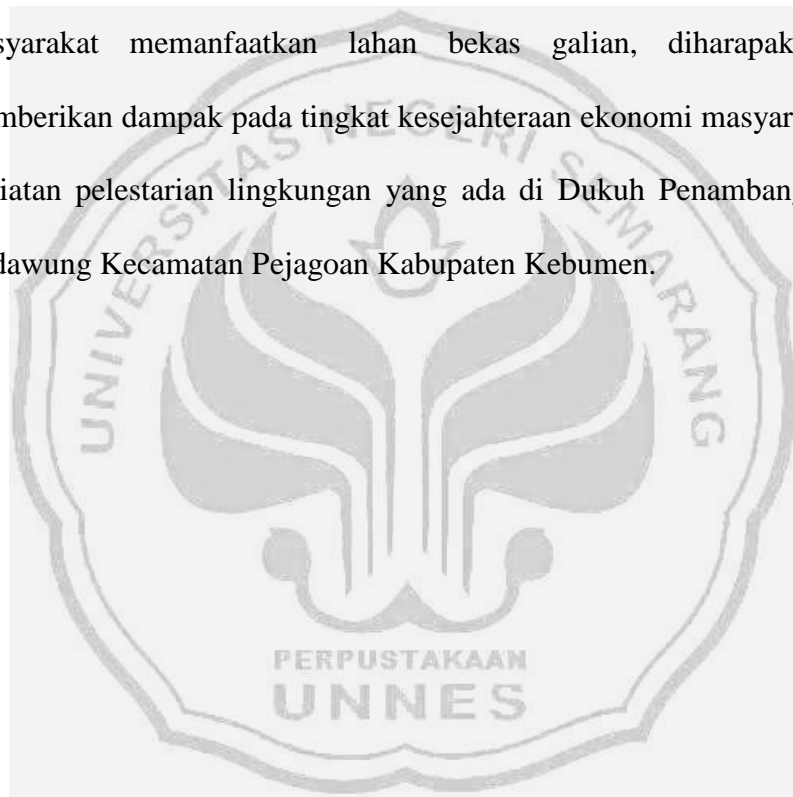 syarakat memanfaatkan lahan bekas galian, diharapak
mberikan dampak pada tingkat kesejahteraan ekonomi masyar
iatan pelestarian lingkungan yang ada di Dukuh Penambang
dawung Kecamatan Pejagoan Kabupaten Kebumen.
UNIVERSITAS NEGERI SEMARANG
PERPUSTAKAAN
UNNES